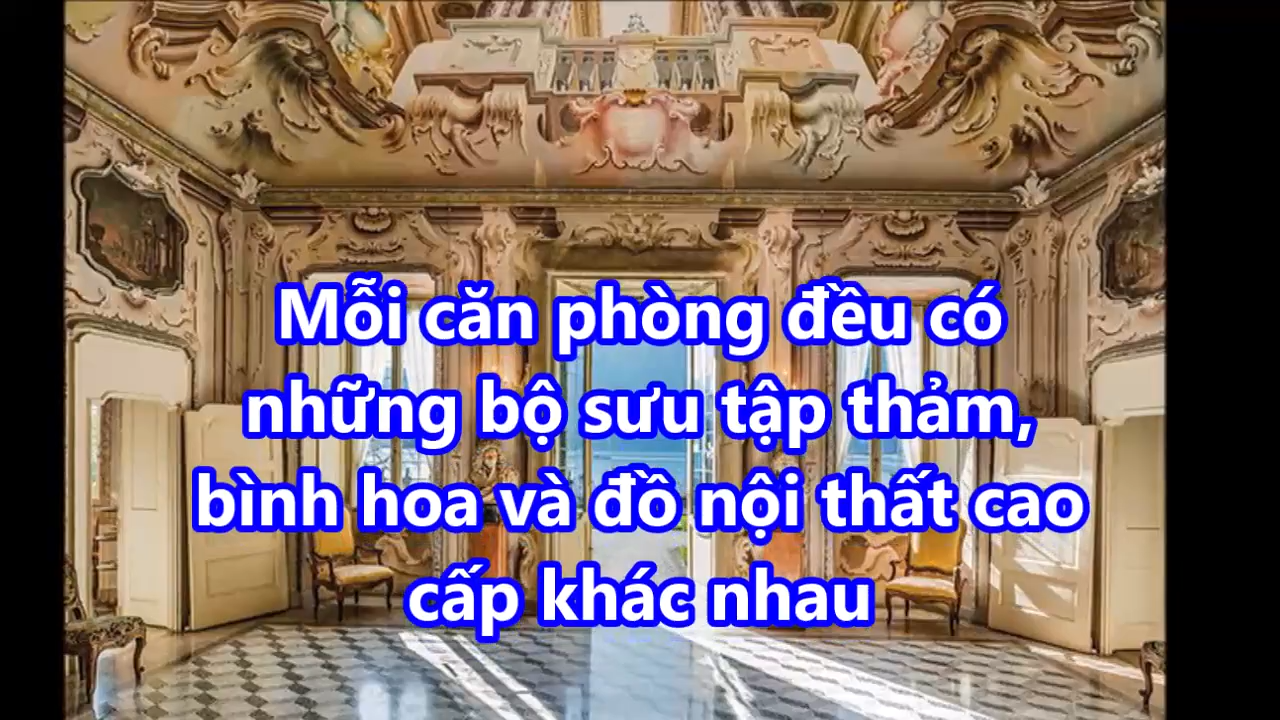 Mỗi căn phòng đều có
những bộ sưu tập thảm,
bình hoa và đồ nội thất cao
cấp khác nhau